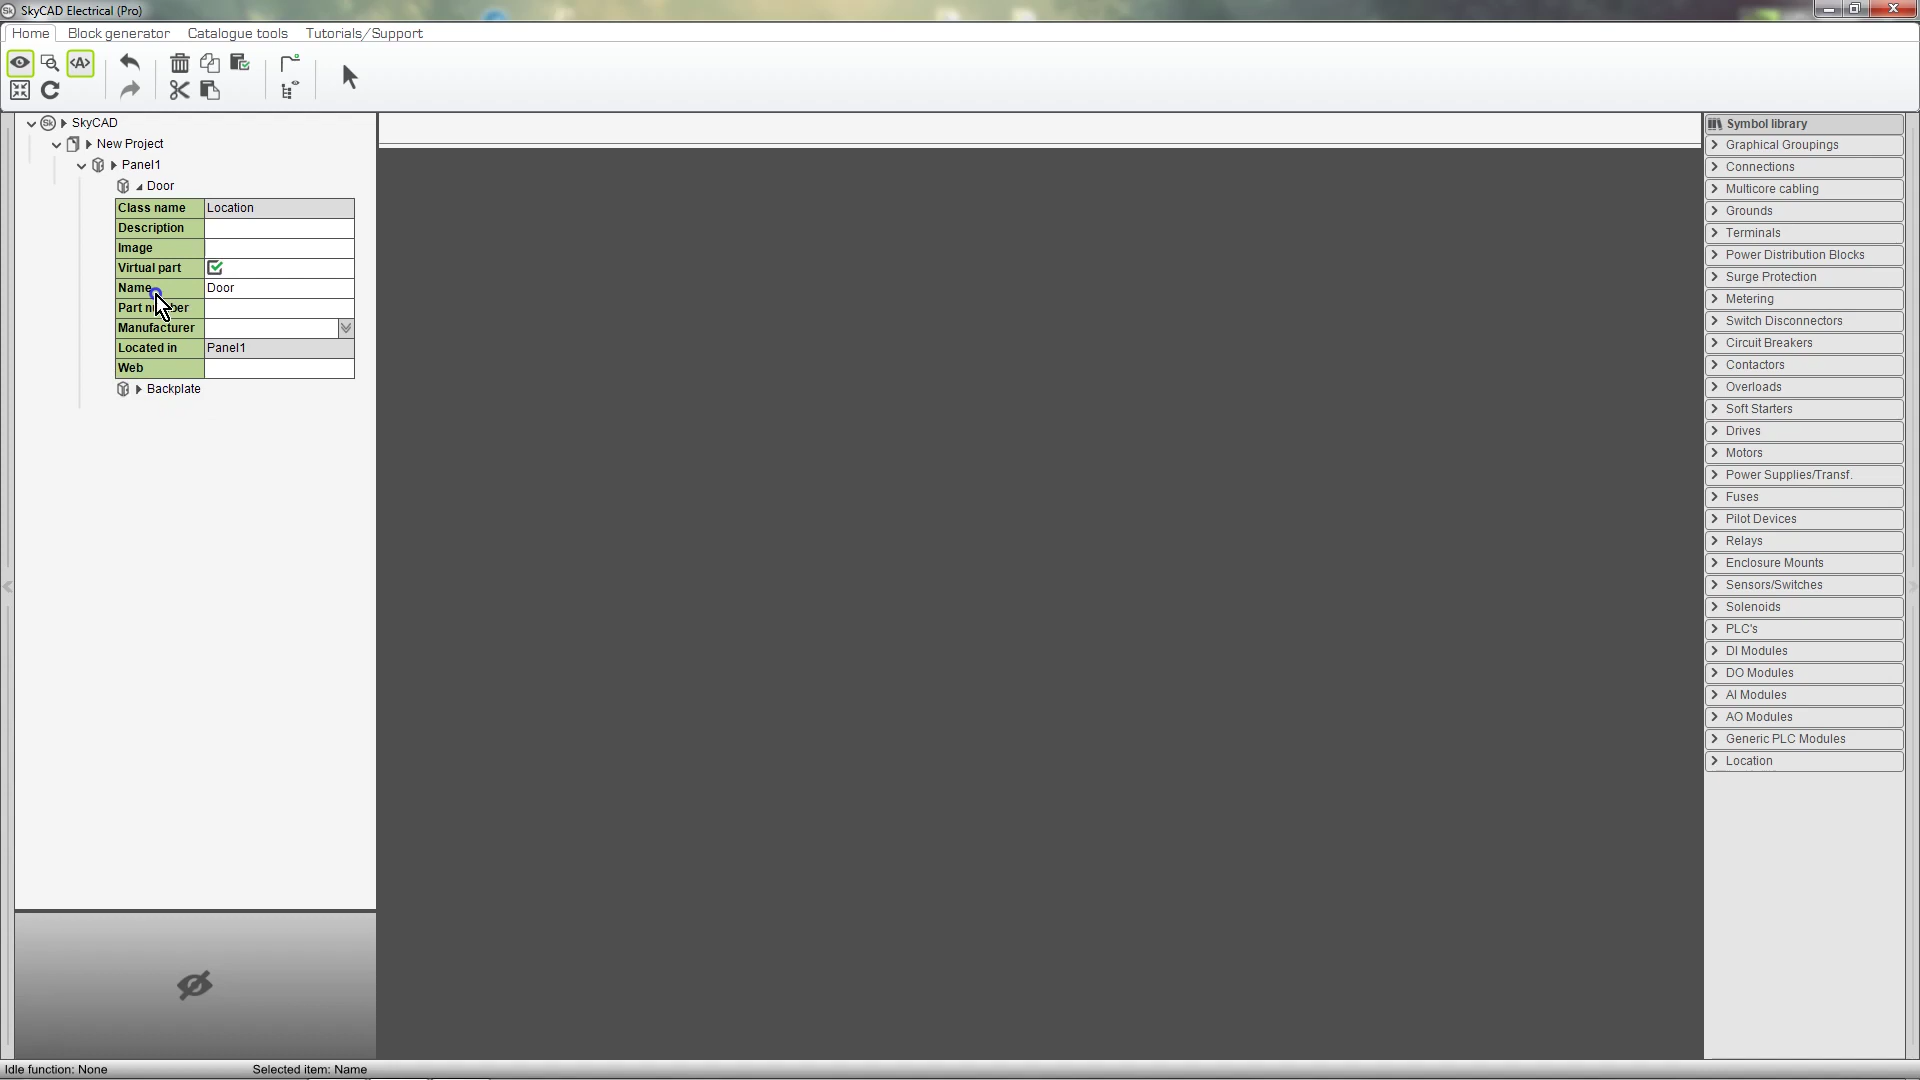 SkyCAD Electrical (Pro)
Home Block generator Catalogue tools Tutorials/Support
<A>
Sk SkyCAD
New Project
Panel1
Door
Class name Location
Description
Image
Virtual part
Name Door
Part number
Manufacturer
Located in Panel1
Web
Backplate
Symbol library
Graphical Groupings
Connections
Multicore cabling
Grounds
Terminals
Power Distribution Blocks
Surge Protection
Metering
Switch Disconnectors
Circuit Breakers
Contactors
Overloads
Soft Starters
Drives
Motors
Power Supplies/Transf.
Fuses
Pilot Devices
Relays
Enclosure Mounts
Sensors/Switches
Solenoids
PLC's
DI Modules
DO Modules
AI Modules
AO Modules
Generic PLC Modules
Location
Idle function: None Selected item: Name